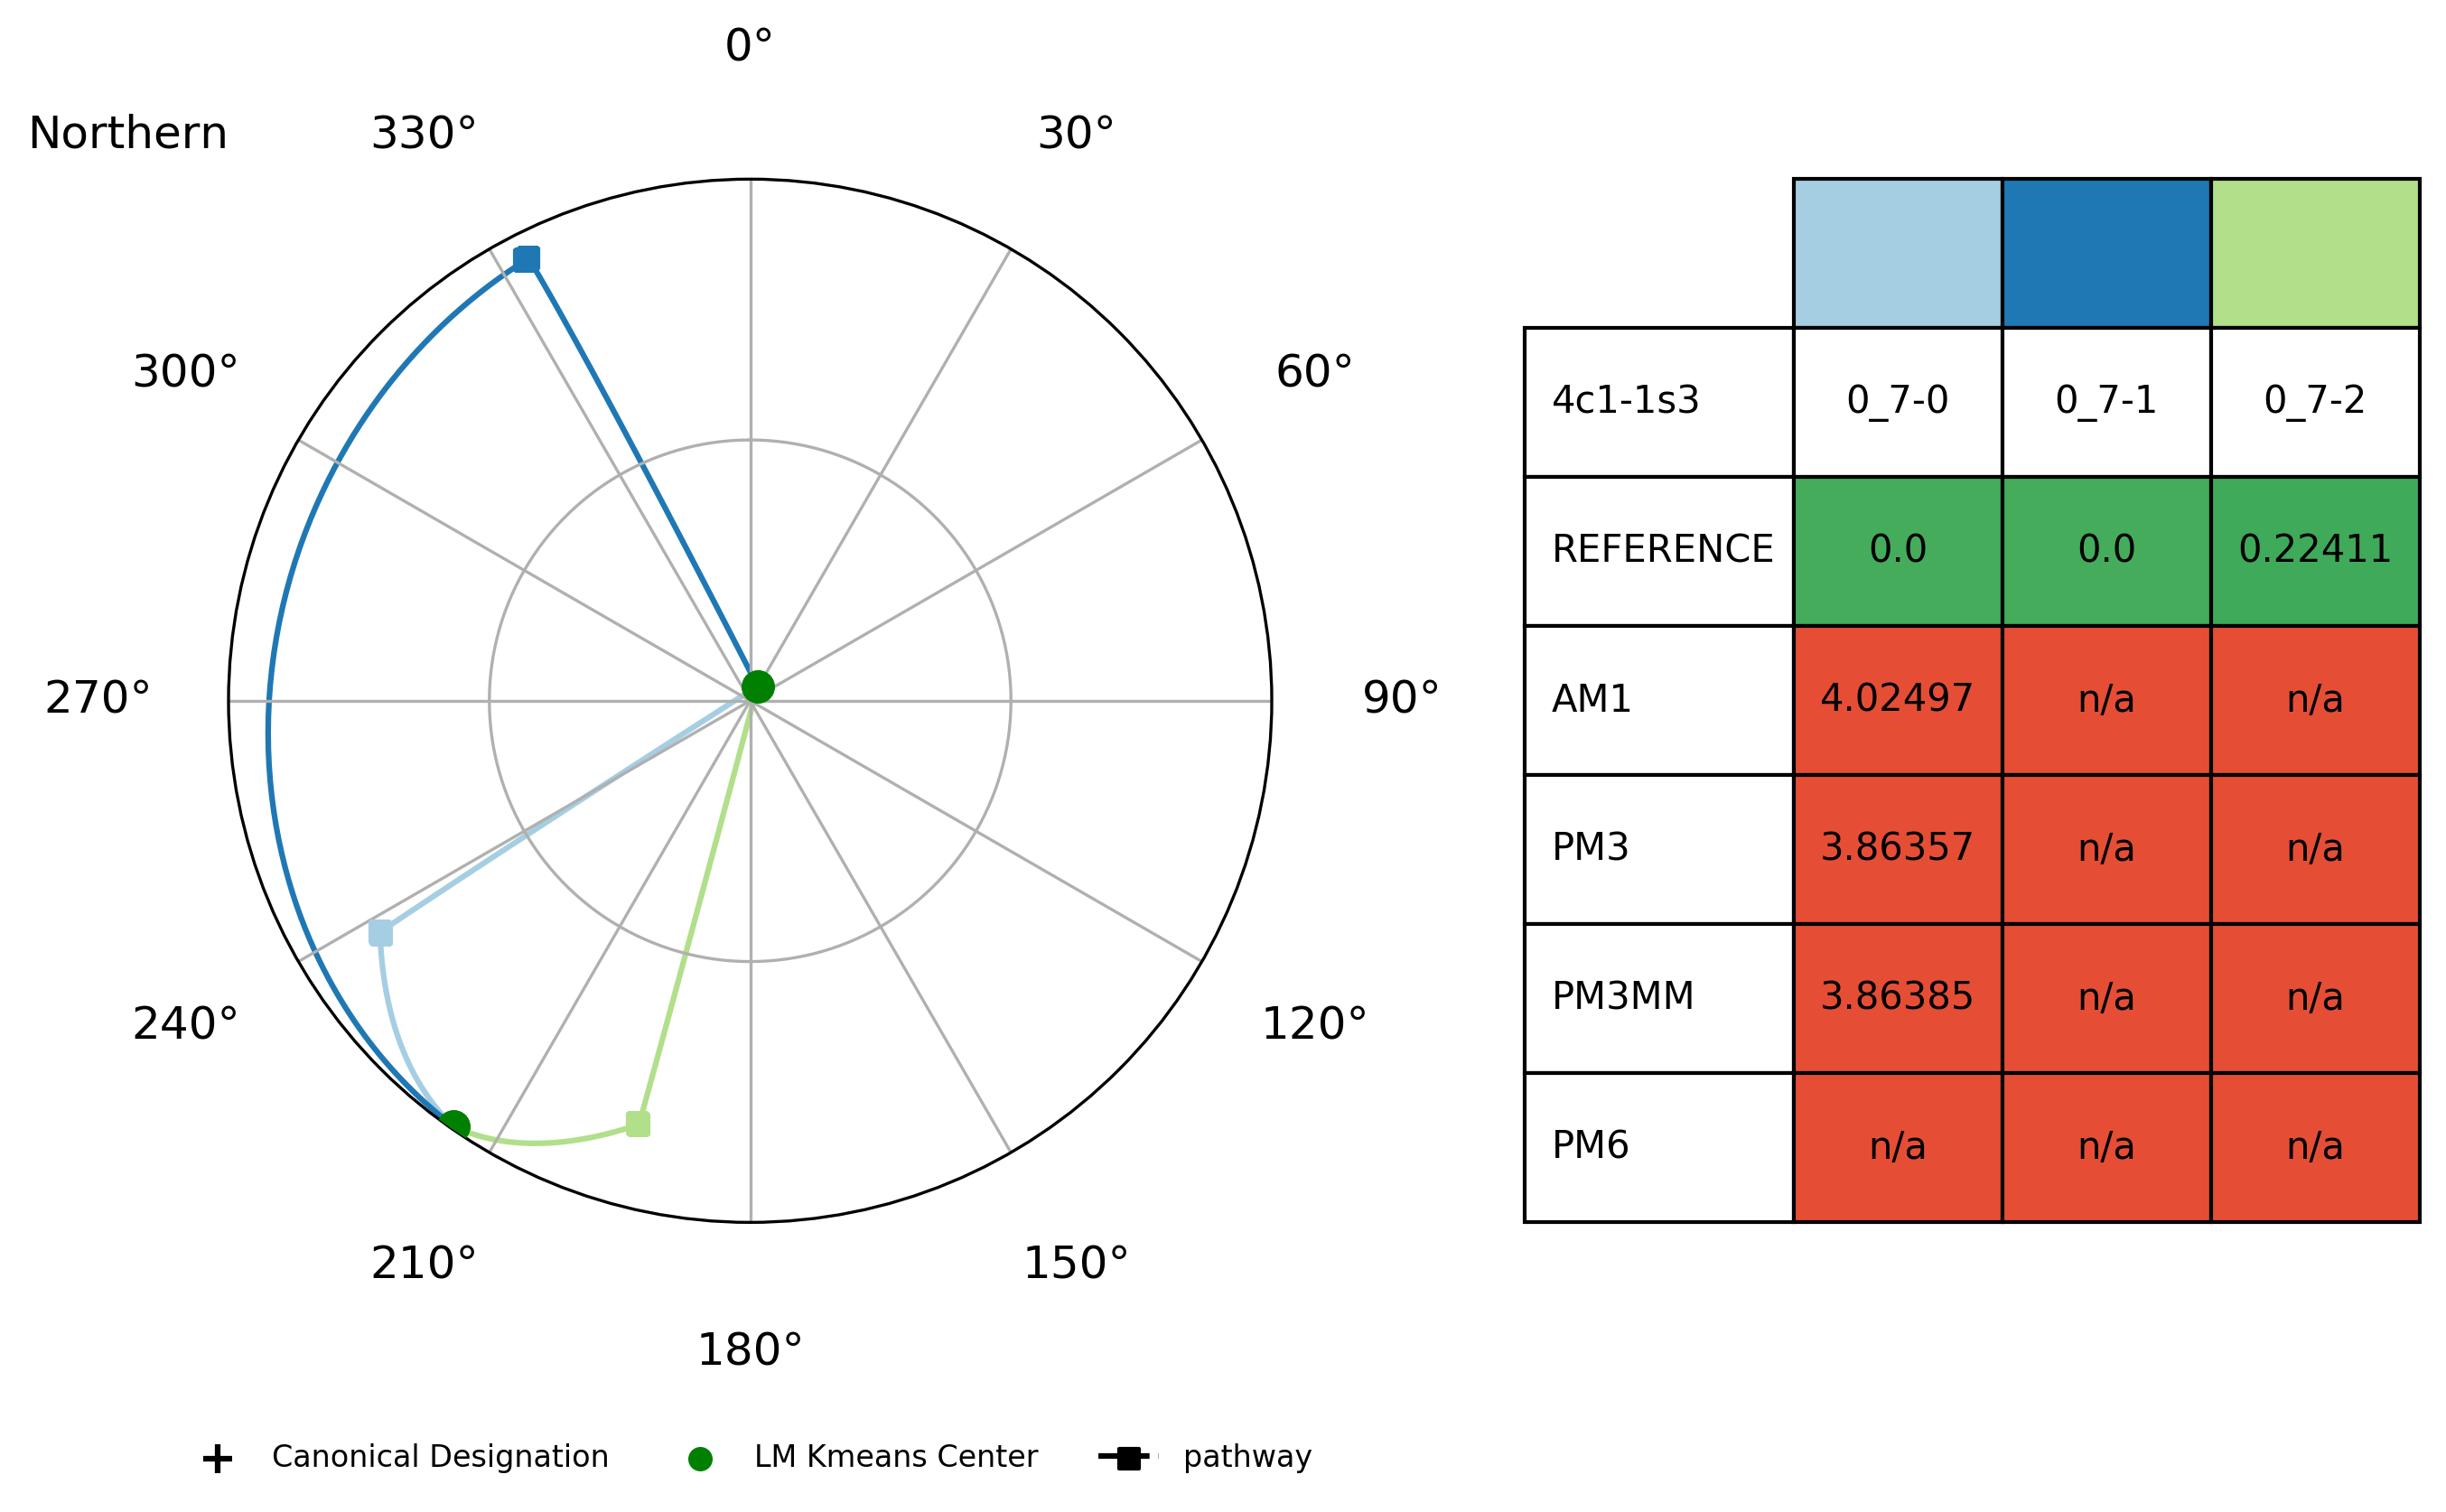 0°
Northern 330° 30°
300° 60°
270° 90°
240° 120°
210° 150°
180°
4c1-1s3 0_7-0 0_7-1 0_7-2
REFERENCE 0.0 0.0 0.22411
AM1 4.02497 n/a n/a
PM3 3.86357 n/a n/a
PM3MM 3.86385 n/a n/a
PM6 n/a n/a n/a
Canonical Designation LM Kmeans Center pathway